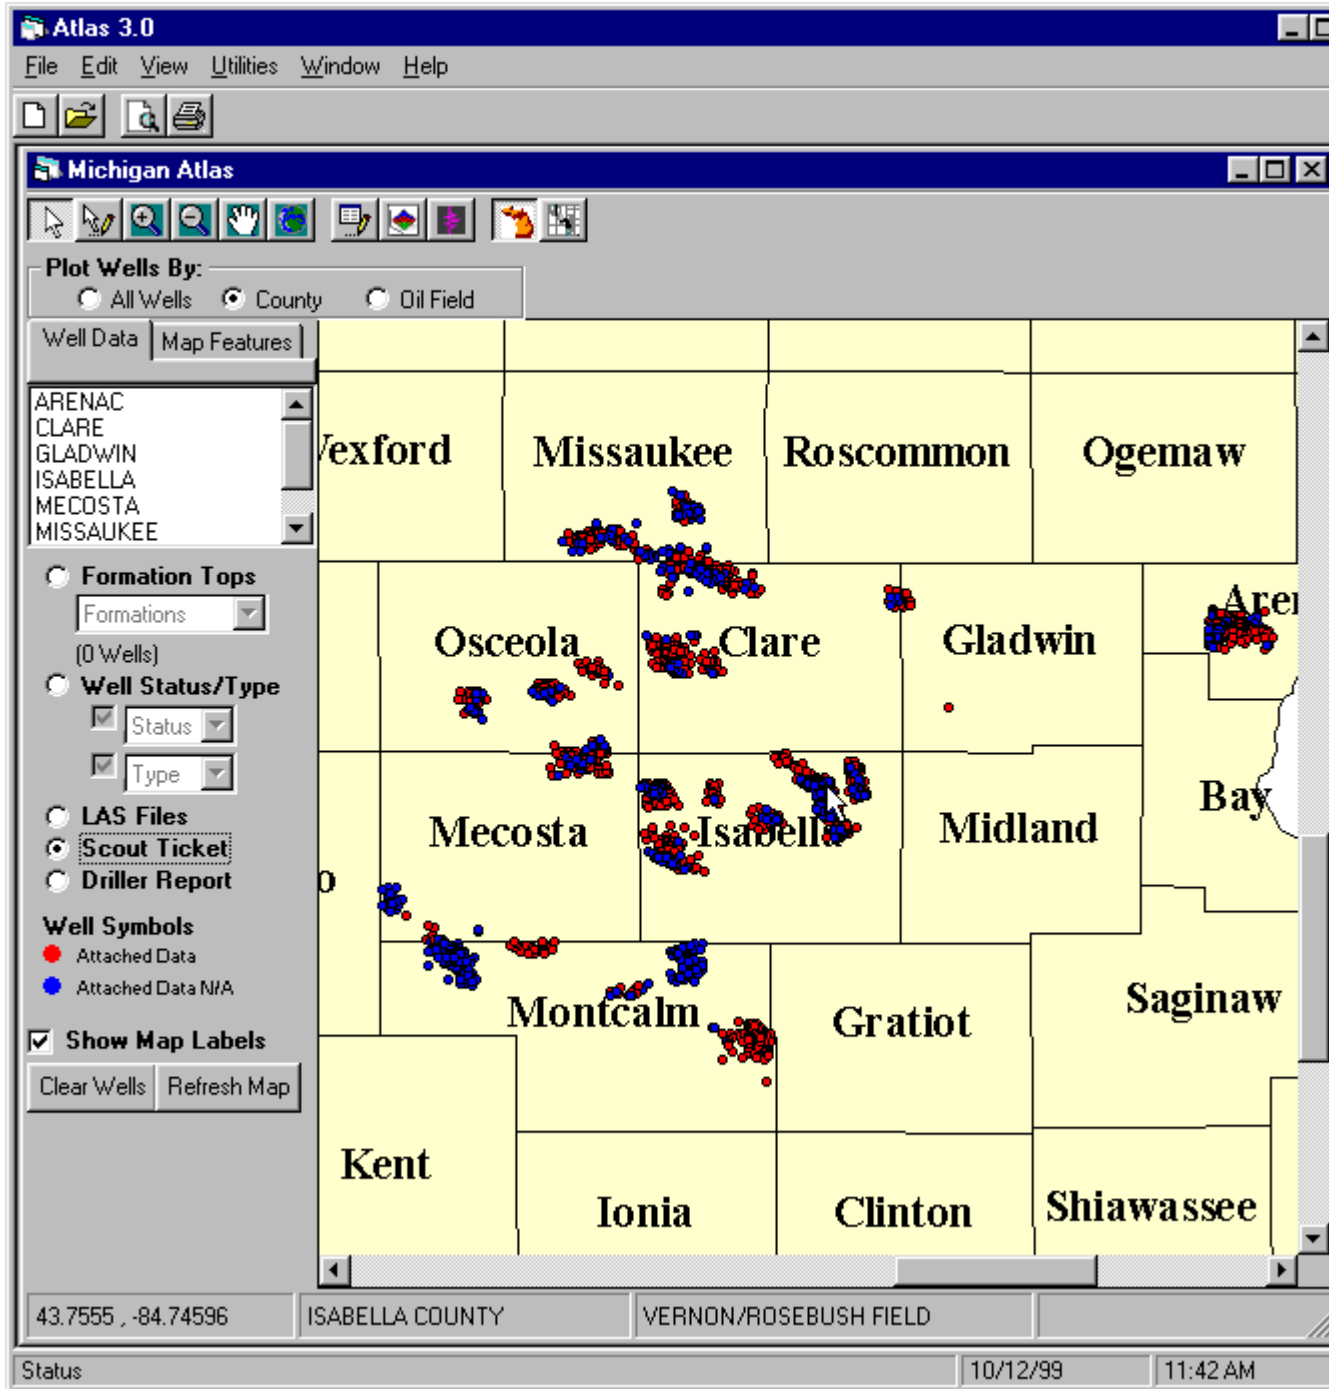 Atlas 3.0
File Edit View Utilities Window Help
Michigan Atlas
Plot Wells By:
All Wells County Oil Field
Well Data Map Features
ARENAC
CLARE
GLADWIN
ISABELLA
MECOSTA
MISSAUKEE
Formation Tops
Formations
(0 Wells)
Well Status/Type
Status
Type
LAS Files
Scout Ticket
Driller Report
Well Symbols
Attached Data
Attached Data N/A
Show Map Labels
Clear Wells Refresh Map
exford Missaukee Roscommon Ogemaw
Osceola Clare Gladwin Aren
Mecosta Isabella Midland Bay
o
Montcalm Gratiot Saginaw
Kent Ionia Clinton Shiawassee
43.7555 , -84.74596 ISABELLA COUNTY VERNON/ROSEBUSH FIELD
Status 10/12/99 11:42 AM